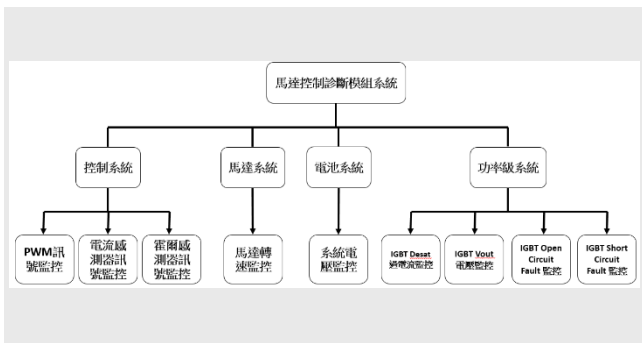 馬達控制診斷模組系統
控制系統
馬達系統
電池系統
功率級系統
PWM訊
號監控
電流感
測器訊
號監控
霍爾感
測器訊
號監控
馬達轉
速監控
系統電
壓監控
IGBT Desat
過電流監控
IGBT Vout
電壓監控
IGBT Open
Circuit
Fault 監控
IGBT Short
Circuit
Fault 監控